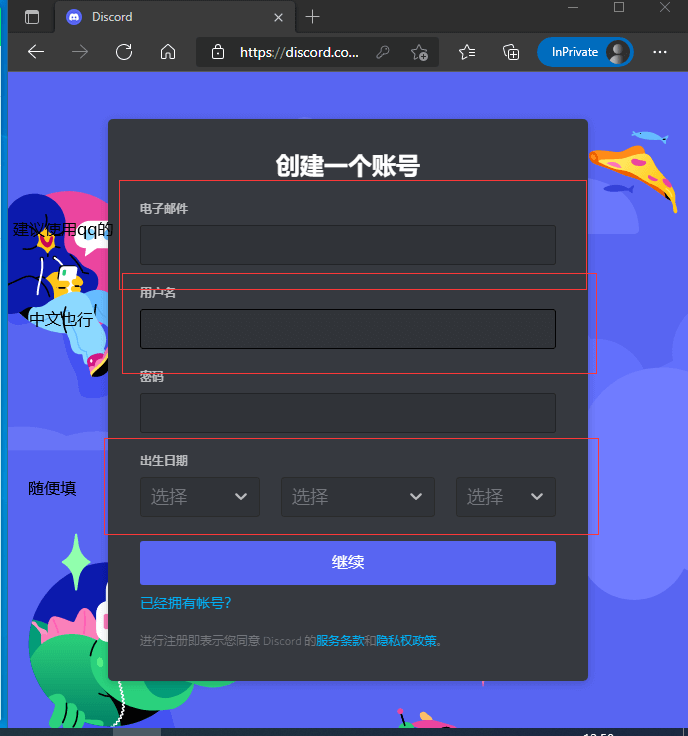 Discord
https://discord.co...
InPrivate
创建一个账号
电子邮件
建议使用qq的
用户名
中文也行
密码
出生日期
随便填
选择 选择 选择
继续
已经拥有帐号？
进行注册即表示您同意 Discord 的服务条款和隐私权政策。